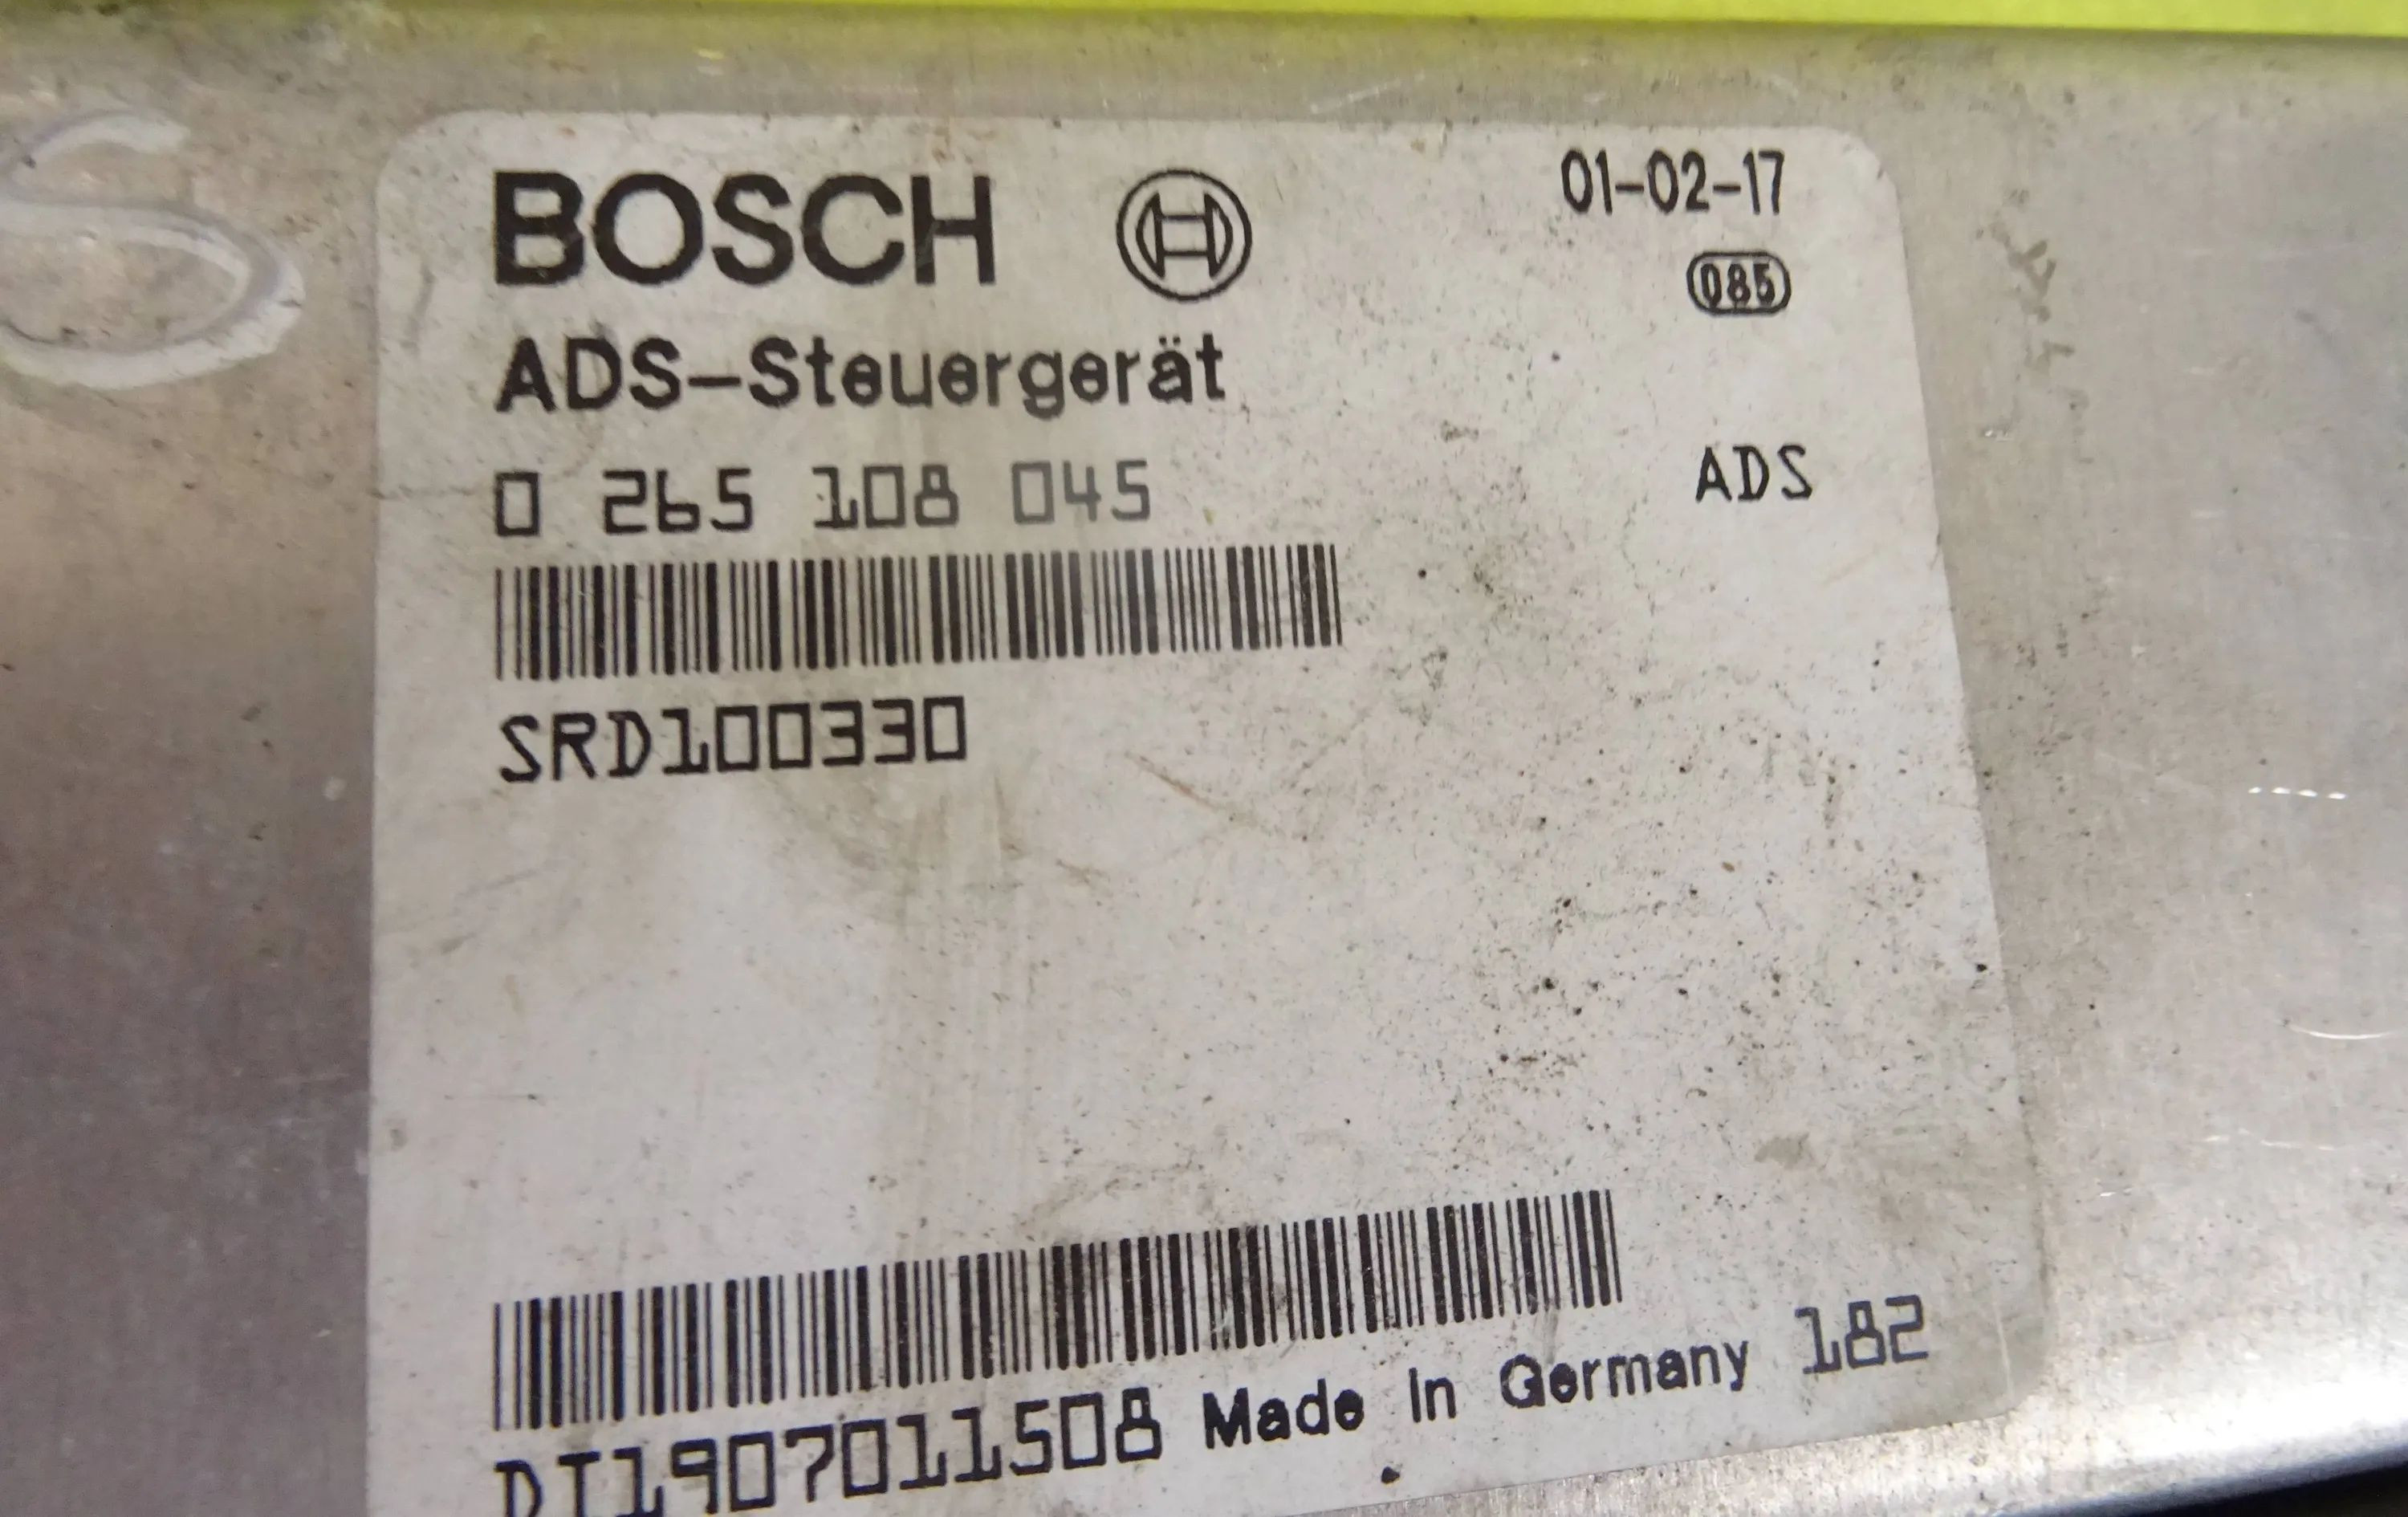 S
BOSCH 01-02-17
085
ADS-Steuergerät
0 265 108 045 ADS
SRD100330
DI1907011508 Made in Germany 182